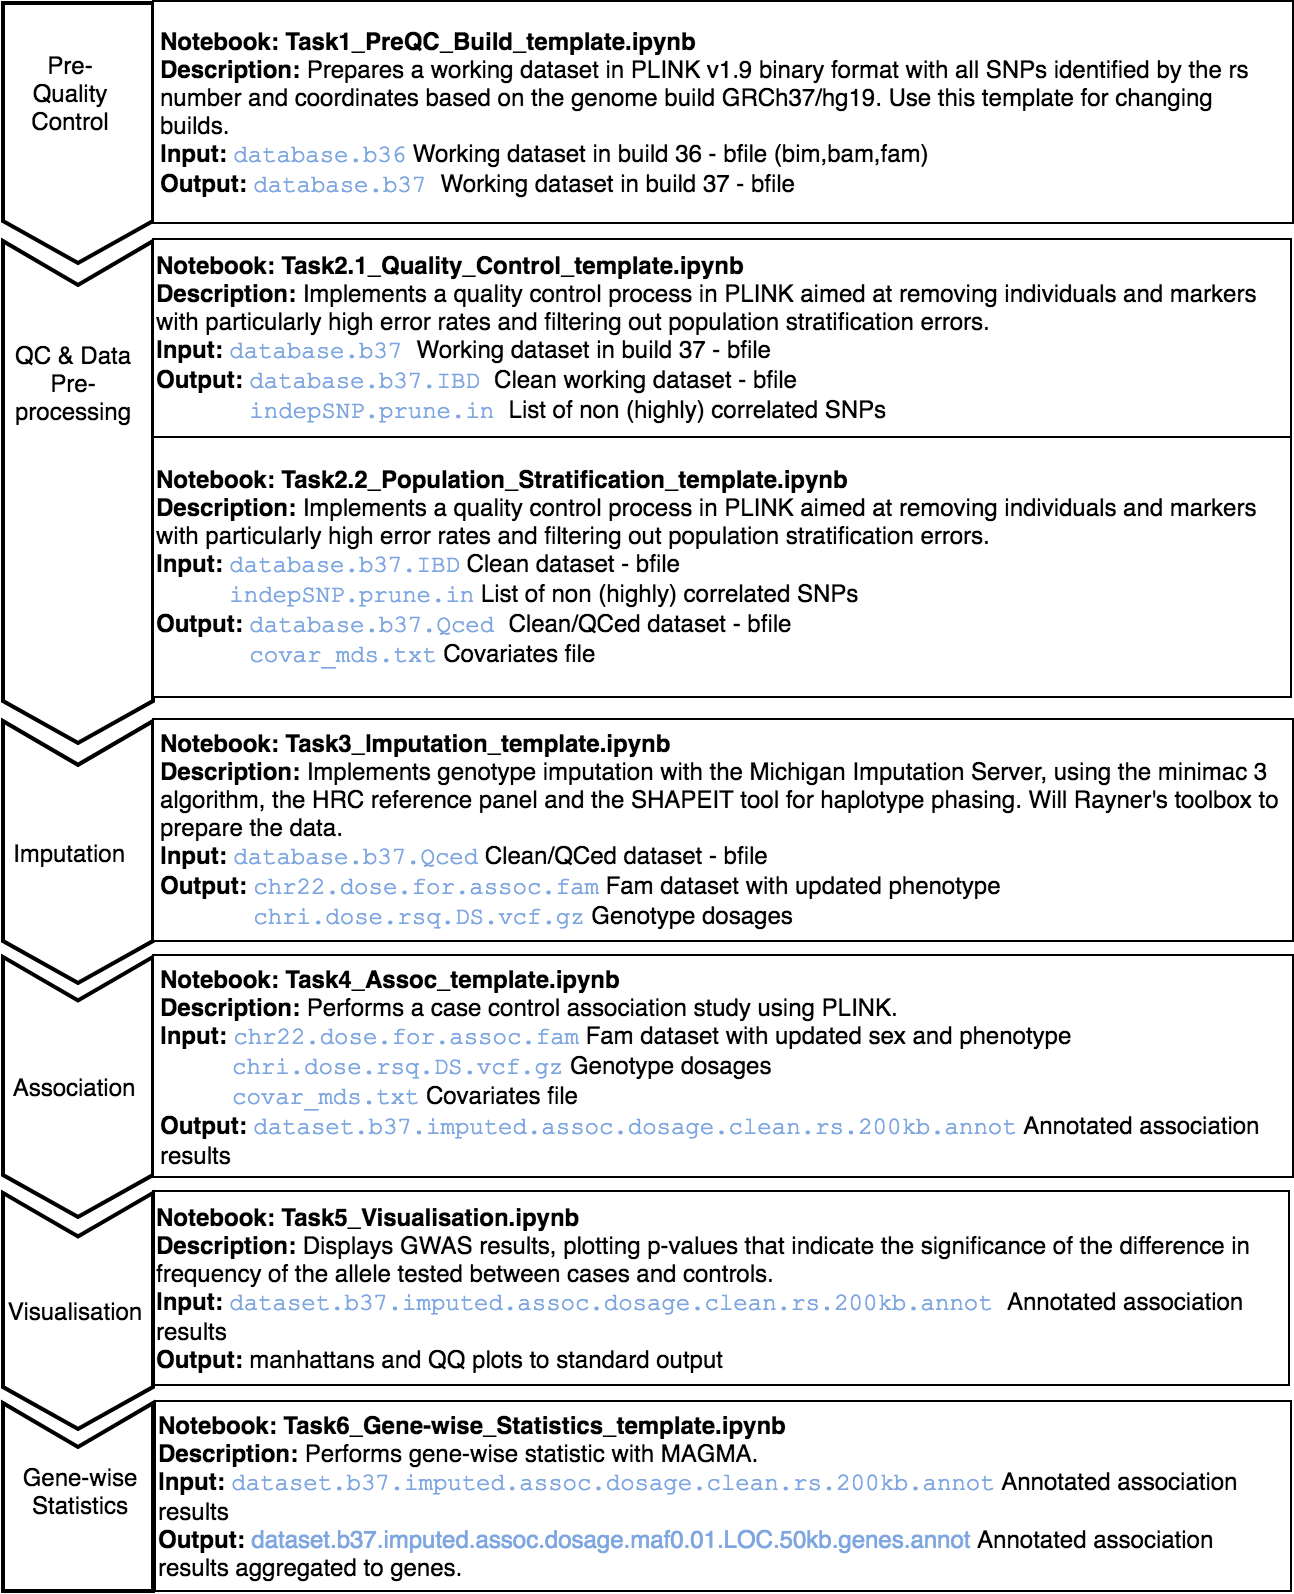 Pre-
Quality
Control
Notebook: Task1_PreQC_Build_template.ipynb
Description: Prepares a working dataset in PLINK v1.9 binary format with all SNPs identified by the rs
number and coordinates based on the genome build GRCh37/hg19. Use this template for changing
builds.
Input: database.b36 Working dataset in build 36 - bfile (bim,bam,fam)
Output: database.b37 Working dataset in build 37 - bfile
QC & Data
Pre-
processing
Notebook: Task2.1_Quality_Control_template.ipynb
Description: Implements a quality control process in PLINK aimed at removing individuals and markers
with particularly high error rates and filtering out population stratification errors.
Input: database.b37 Working dataset in build 37 - bfile
Output: database.b37.IBD Clean working dataset - bfile
indepSNP.prune.in List of non (highly) correlated SNPs
Notebook: Task2.2_Population_Stratification_template.ipynb
Description: Implements a quality control process in PLINK aimed at removing individuals and markers
with particularly high error rates and filtering out population stratification errors.
Input: database.b37.IBD Clean dataset - bfile
indepSNP.prune.in List of non (highly) correlated SNPs
Output: database.b37.Qced Clean/QCed dataset - bfile
covar_mds.txt Covariates file
Imputation
Notebook: Task3_Imputation_template.ipynb
Description: Implements genotype imputation with the Michigan Imputation Server, using the minimac 3
algorithm, the HRC reference panel and the SHAPEIT tool for haplotype phasing. Will Rayner's toolbox to
prepare the data.
Input: database.b37.Qced Clean/QCed dataset - bfile
Output: chr22.dose.for.assoc.fam Fam dataset with updated phenotype
chri.dose.rsq.DS.vcf.gz Genotype dosages
Association
Notebook: Task4_Assoc_template.ipynb
Description: Performs a case control association study using PLINK.
Input: chr22.dose.for.assoc.fam Fam dataset with updated sex and phenotype
chri.dose.rsq.DS.vcf.gz Genotype dosages
covar_mds.txt Covariates file
Output: dataset.b37.imputed.assoc.dosage.clean.rs.200kb.annot Annotated association
results
Visualisation
Notebook: Task5_Visualisation.ipynb
Description: Displays GWAS results, plotting p-values that indicate the significance of the difference in
frequency of the allele tested between cases and controls.
Input: dataset.b37.imputed.assoc.dosage.clean.rs.200kb.annot Annotated association
results
Output: manhattans and QQ plots to standard output
Gene-wise
Statistics
Notebook: Task6_Gene-wise_Statistics_template.ipynb
Description: Performs gene-wise statistic with MAGMA.
Input: dataset.b37.imputed.assoc.dosage.clean.rs.200kb.annot Annotated association
results
Output: dataset.b37.imputed.assoc.dosage.maf0.01.LOC.50kb.genes.annot Annotated association
results aggregated to genes.